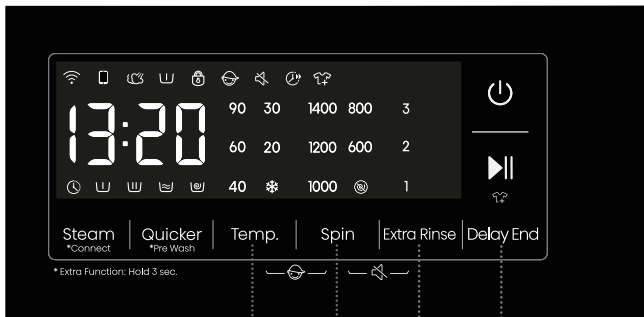 13:20
90 30 1400 800 3
60 20 1200 600 2
40 1000 1
Steam Quicker Temp. Spin Extra Rinse Delay End
*Connect *Pre Wash
* Extra Function: Hold 3 sec.